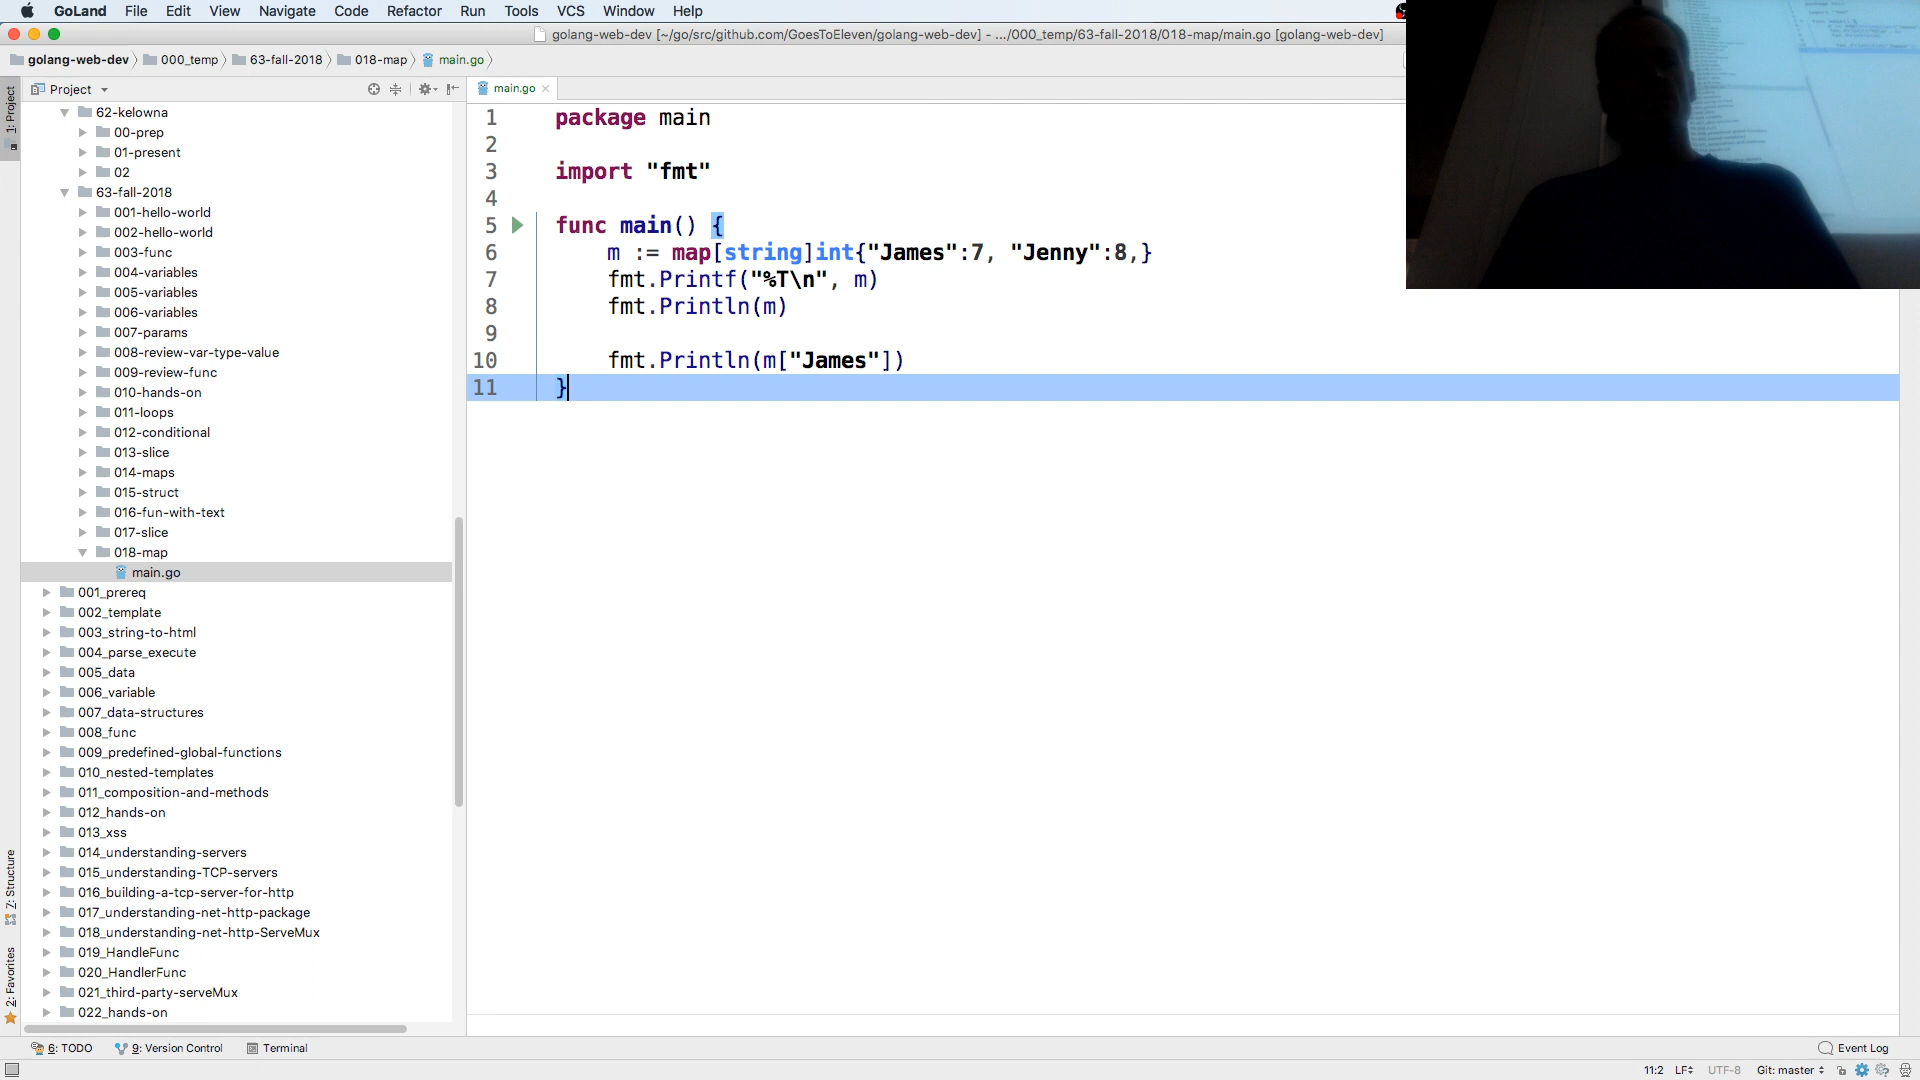 GoLand File Edit View Navigate Code Refactor Run Tools VCS Window Help
golang-web-dev [~/go/src/github.com/GoesToEleven/golang-web-dev] - .../000_temp/63-fall-2018/018-map/main.go [golang-web-dev]
golang-web-dev 000_temp 63-fall-2018 018-map main.go
1: Project
Project
main.go
62-kelowna
00-prep
01-present
02
63-fall-2018
001-hello-world
002-hello-world
003-func
004-variables
005-variables
006-variables
007-params
008-review-var-type-value
009-review-func
010-hands-on
011-loops
012-conditional
013-slice
014-maps
015-struct
016-fun-with-text
017-slice
018-map
main.go
001_prereq
002_template
003_string-to-html
004_parse_execute
005_data
006_variable
007_data-structures
008_func
009_predefined-global-functions
010_nested-templates
011_composition-and-methods
012_hands-on
013_xss
014_understanding-servers
015_understanding-TCP-servers
016_building-a-tcp-server-for-http
017_understanding-net-http-package
018_understanding-net-http-ServeMux
019_HandleFunc
020_HandlerFunc
021_third-party-serveMux
022_hands-on
7: Structure
2: Favorites
1 package main
2
3 import "fmt"
4
5 func main() {
6 m := map[string]int{"James":7, "Jenny":8,}
7 fmt.Printf("%T\n", m)
8 fmt.Println(m)
9
10 fmt.Println(m["James"])
11 }
6: TODO 9: Version Control Terminal Event Log
11:2 LF UTF-8 Git: master